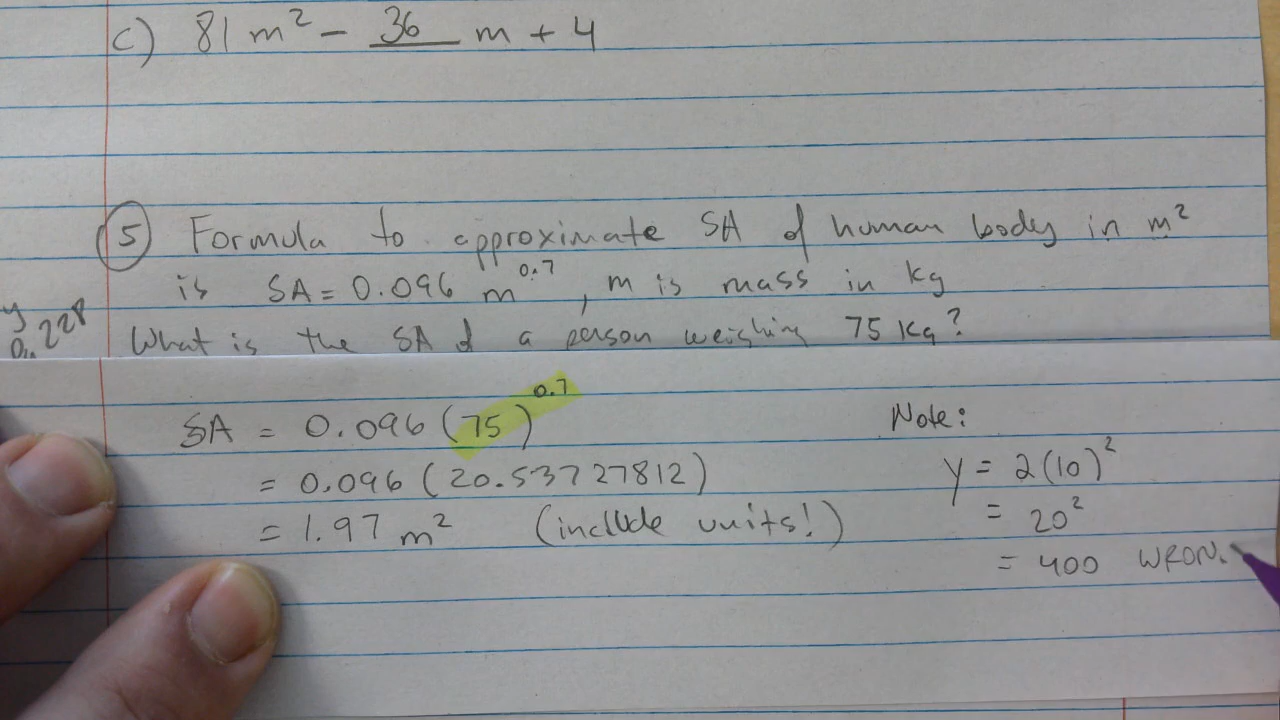 c) 81 m² - 36 m + 4
5 Formula to approximate SA of human body in m²
is SA = 0.096 m^0.7, m is mass in kg
What is the SA of a person weighing 75 kg?
y
0.228
SA = 0.096 (75)^0.7
= 0.096 (20.53727812)
= 1.97 m² (include units!)
Note:
y = 2(10)²
= 20²
= 400 WRON